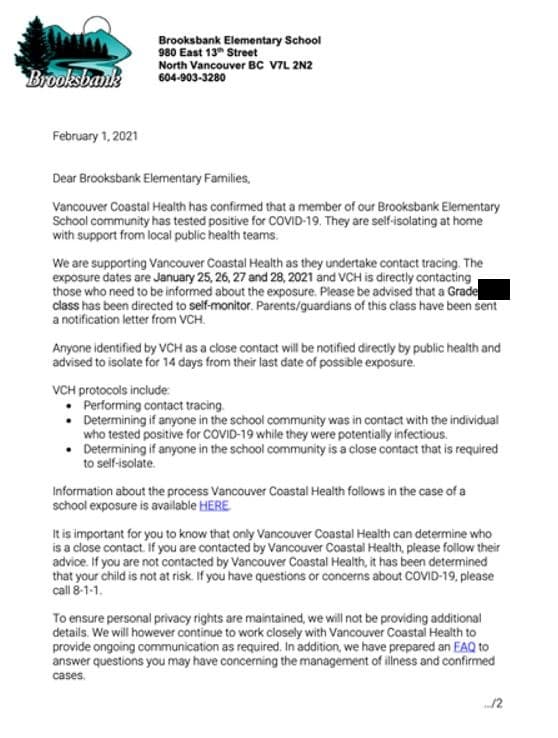 Brooksbank
Brooksbank Elementary School
980 East 13th Street
North Vancouver BC V7L 2N2
604-903-3280
February 1, 2021
Dear Brooksbank Elementary Families,
Vancouver Coastal Health has confirmed that a member of our Brooksbank Elementary
School community has tested positive for COVID-19. They are self-isolating at home
with support from local public health teams.
We are supporting Vancouver Coastal Health as they undertake contact tracing. The
exposure dates are January 25, 26, 27 and 28, 2021 and VCH is directly contacting
those who need to be informed about the exposure. Please be advised that a Grade
class has been directed to self-monitor. Parents/guardians of this class have been sent
a notification letter from VCH.
Anyone identified by VCH as a close contact will be notified directly by public health and
advised to isolate for 14 days from their last date of possible exposure.
VCH protocols include:
• Performing contact tracing.
• Determining if anyone in the school community was in contact with the individual
who tested positive for COVID-19 while they were potentially infectious.
• Determining if anyone in the school community is a close contact that is required
to self-isolate.
Information about the process Vancouver Coastal Health follows in the case of a
school exposure is available HERE.
It is important for you to know that only Vancouver Coastal Health can determine who
is a close contact. If you are contacted by Vancouver Coastal Health, please follow their
advice. If you are not contacted by Vancouver Coastal Health, it has been determined
that your child is not at risk. If you have questions or concerns about COVID-19, please
call 8-1-1.
To ensure personal privacy rights are maintained, we will not be providing additional
details. We will however continue to work closely with Vancouver Coastal Health to
provide ongoing communication as required. In addition, we have prepared an FAQ to
answer questions you may have concerning the management of illness and confirmed
cases.
.../2